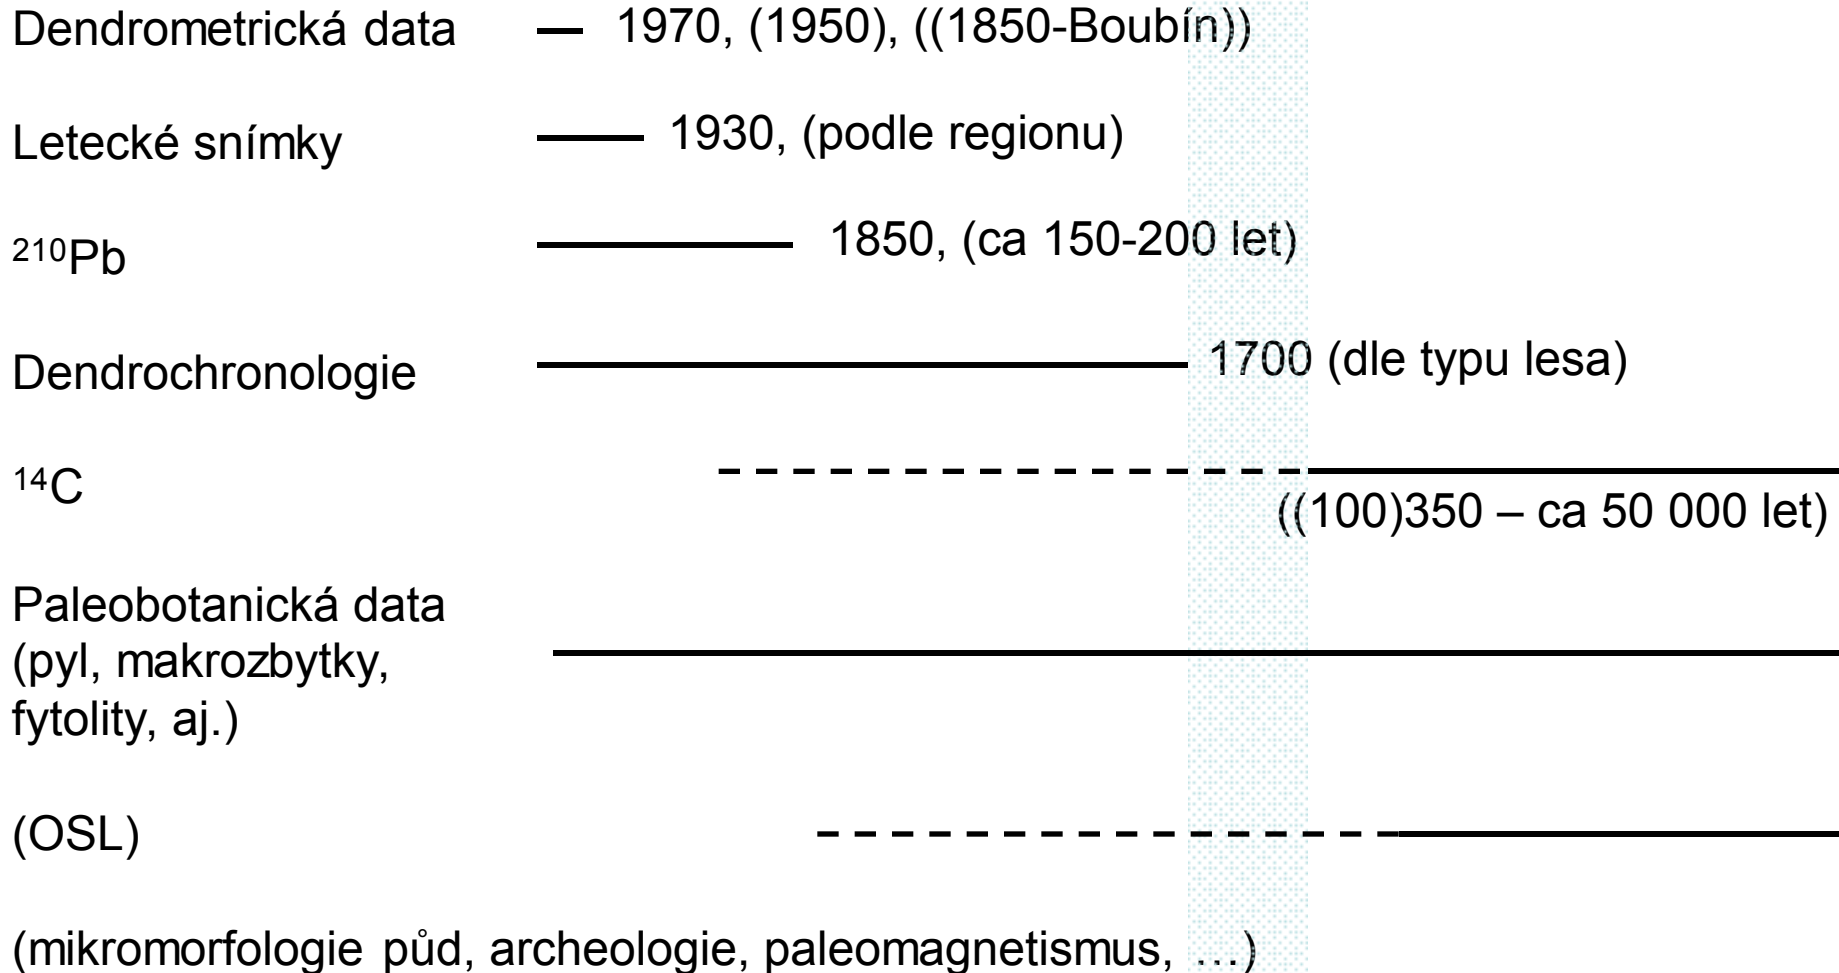 Dendrometrická data 1970, (1950), ((1850-Boubín))
Letecké snímky 1930, (podle regionu)
²¹⁰Pb 1850, (ca 150-200 let)
Dendrochronologie 1700 (dle typu lesa)
¹⁴C
((100)350 – ca 50 000 let)
Paleobotanická data
(pyl, makrozbytky,
fytolity, aj.)
(OSL)
(mikromorfologie půd, archeologie, paleomagnetismus, …)